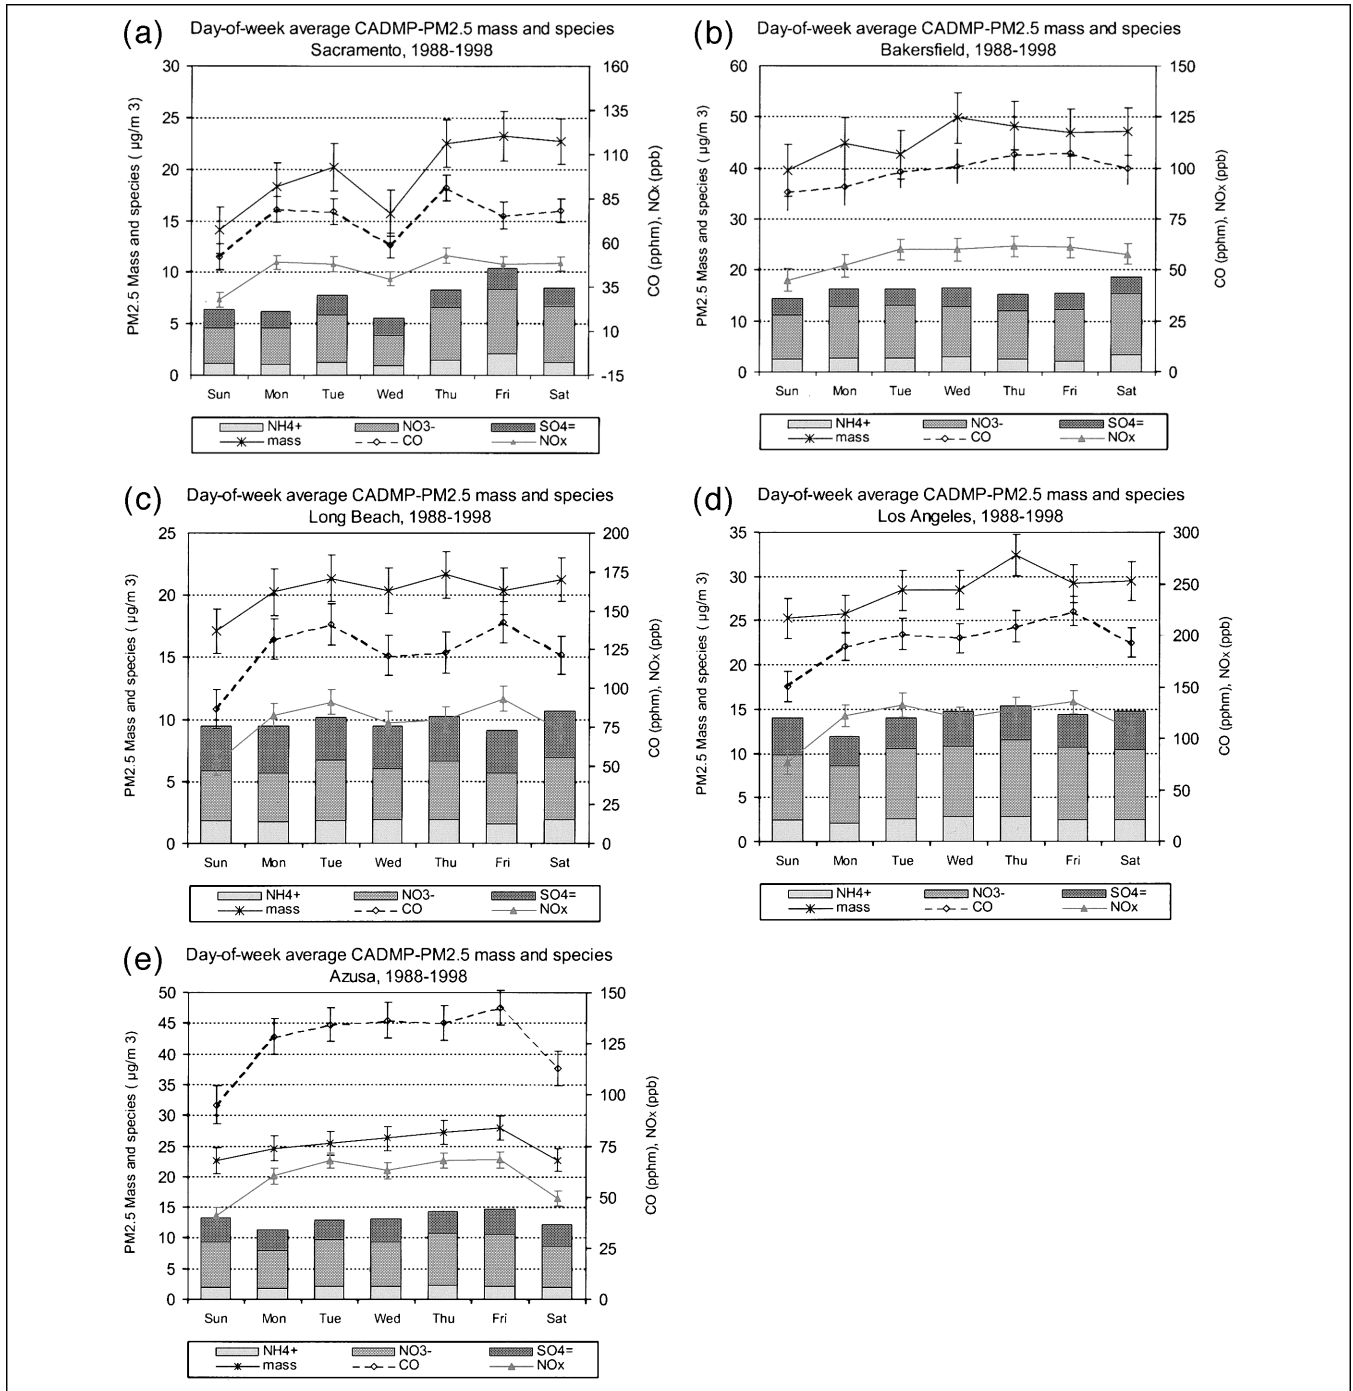 (a)
Day-of-week average CADMP-PM2.5 mass and species
Sacramento, 1988-1998
PM2.5 Mass and species ( µg/m 3)
30
25
20
15
10
5
0
160
135
110
85
60
35
10
-15
CO (pphm), NOx (ppb)
Sun Mon Tue Wed Thu Fri Sat
NH4+ NO3- SO4=
mass CO NOx
(b)
Day-of-week average CADMP-PM2.5 mass and species
Bakersfield, 1988-1998
PM2.5 Mass and species ( µg/m 3)
60
50
40
30
20
10
0
150
125
100
75
50
25
0
CO (pphm), NOx (ppb)
Sun Mon Tue Wed Thu Fri Sat
NH4+ NO3- SO4=
mass CO NOx
(c)
Day-of-week average CADMP-PM2.5 mass and species
Long Beach, 1988-1998
PM2.5 Mass and species ( µg/m 3)
25
20
15
10
5
0
200
175
150
125
100
75
50
25
0
CO (pphm), NOx (ppb)
Sun Mon Tue Wed Thu Fri Sat
NH4+ NO3- SO4=
mass CO NOx
(d)
Day-of-week average CADMP-PM2.5 mass and species
Los Angeles, 1988-1998
PM2.5 Mass and species ( µg/m 3)
35
30
25
20
15
10
5
0
300
250
200
150
100
50
0
CO (pphm), NOx (ppb)
Sun Mon Tue Wed Thu Fri Sat
NH4+ NO3- SO4=
mass CO NOx
(e)
Day-of-week average CADMP-PM2.5 mass and species
Azusa, 1988-1998
PM2.5 Mass and species ( µg/m 3)
50
45
40
35
30
25
20
15
10
5
0
150
125
100
75
50
25
0
CO (pphm), NOx (ppb)
Sun Mon Tue Wed Thu Fri Sat
NH4+ NO3- SO4=
mass CO NOx